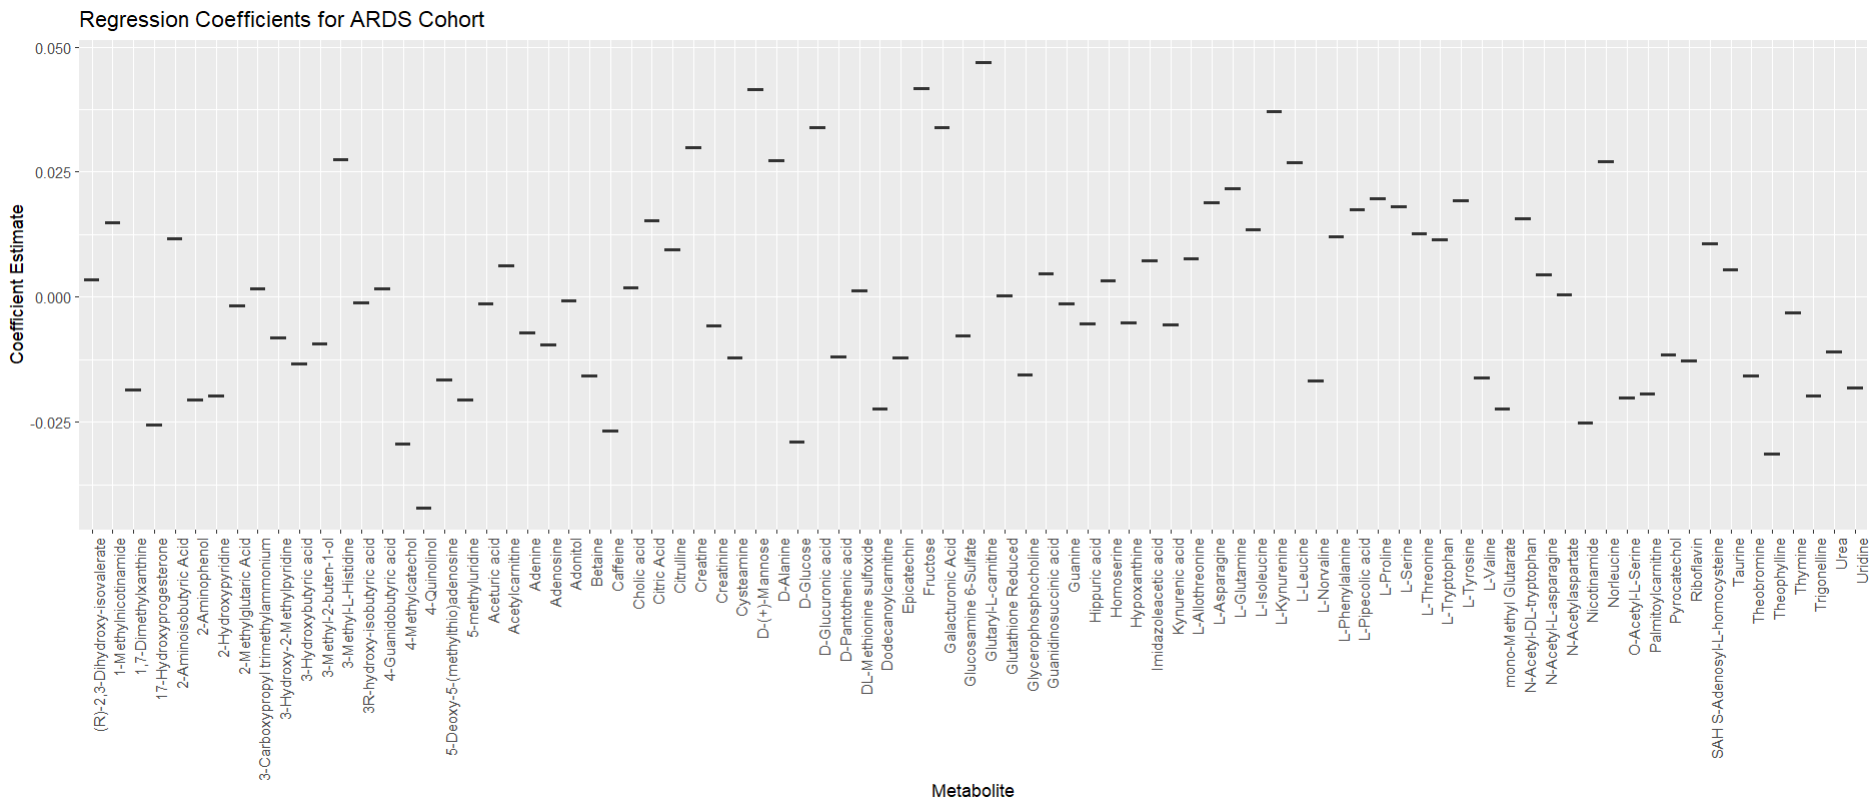 Regression Coefficients for ARDS Cohort
0.050
0.025
0.000
-0.025
Coefficient Estimate
(R)-2,3-Dihydroxy-isovalerate
1-Methylnicotinamide
1,7-Dimethylxanthine
17-Hydroxyprogesterone
2-Aminoisobutyric Acid
2-Aminophenol
2-Hydroxypyridine
2-Methylglutaric Acid
3-Carboxypropyl trimethylammonium
3-Hydroxy-2-Methylpyridine
3-Hydroxybutyric acid
3-Methyl-2-buten-1-ol
3-Methyl-L-Histidine
3R-hydroxy-isobutyric acid
4-Guanidobutyric acid
4-Methylcatechol
4-Quinolinol
5-Deoxy-5-(methylthio)adenosine
5-methyluridine
Aceturic acid
Acetylcarnitine
Adenine
Adenosine
Adonitol
Betaine
Caffeine
Cholic acid
Citric Acid
Citrulline
Creatine
Creatinine
Cysteamine
D-(+)-Mannose
D-Alanine
D-Glucose
D-Glucuronic acid
D-Pantothenic acid
DL-Methionine sulfoxide
Dodecanoylcarnitine
Epicatechin
Fructose
Galacturonic Acid
Glucosamine 6-Sulfate
Glutaryl-L-carnitine
Glutathione Reduced
Glycerophosphocholine
Guanidinosuccinic acid
Guanine
Hippuric acid
Homoserine
Hypoxanthine
Imidazoleacetic acid
Kynurenic acid
L-Allothreonine
L-Asparagine
L-Glutamine
L-Isoleucine
L-Kynurenine
L-Leucine
L-Norvaline
L-Phenylalanine
L-Pipecolic acid
L-Proline
L-Serine
L-Threonine
L-Tryptophan
L-Tyrosine
L-Valine
mono-Methyl Glutarate
N-Acetyl-DL-tryptophan
N-Acetyl-L-asparagine
N-Acetylaspartate
Nicotinamide
Norleucine
O-Acetyl-L-Serine
Palmitoylcarnitine
Pyrocatechol
Riboflavin
SAH S-Adenosyl-L-homocysteine
Taurine
Theobromine
Theophylline
Thymine
Trigonelline
Urea
Uridine
Metabolite